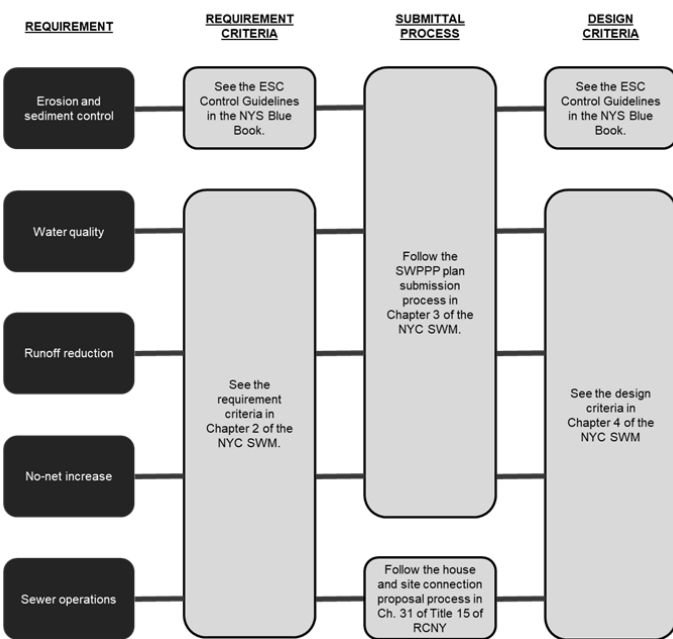 REQUIREMENT
REQUIREMENT
CRITERIA
SUBMITTAL
PROCESS
DESIGN
CRITERIA
Erosion and
sediment control
See the ESC
Control Guidelines
in the NYS Blue
Book.
See the ESC
Control Guidelines
in the NYS Blue
Book.
Water quality
Follow the
SWPPP plan
submission
process in
Chapter 3 of the
NYC SWM.
Runoff reduction
See the
requirement
criteria in
Chapter 2 of the
NYC SWM.
See the design
criteria in
Chapter 4 of the
NYC SWM
No-net increase
Sewer operations
Follow the house
and site connection
proposal process in
Ch. 31 of Title 15 of
RCNY